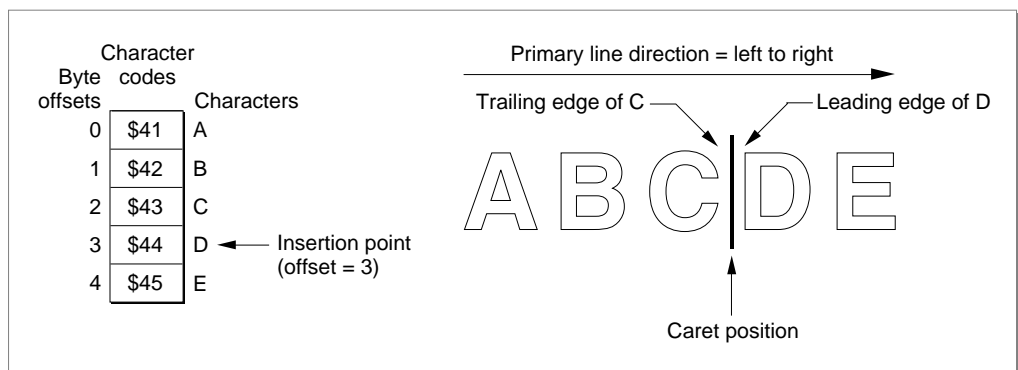 Character
codes
Byte
offsets
Characters
0 $41 A
1 $42 B
2 $43 C
3 $44 D
4 $45 E
Insertion point
(offset = 3)
Primary line direction = left to right
Trailing edge of C
Leading edge of D
ABCDE
Caret position